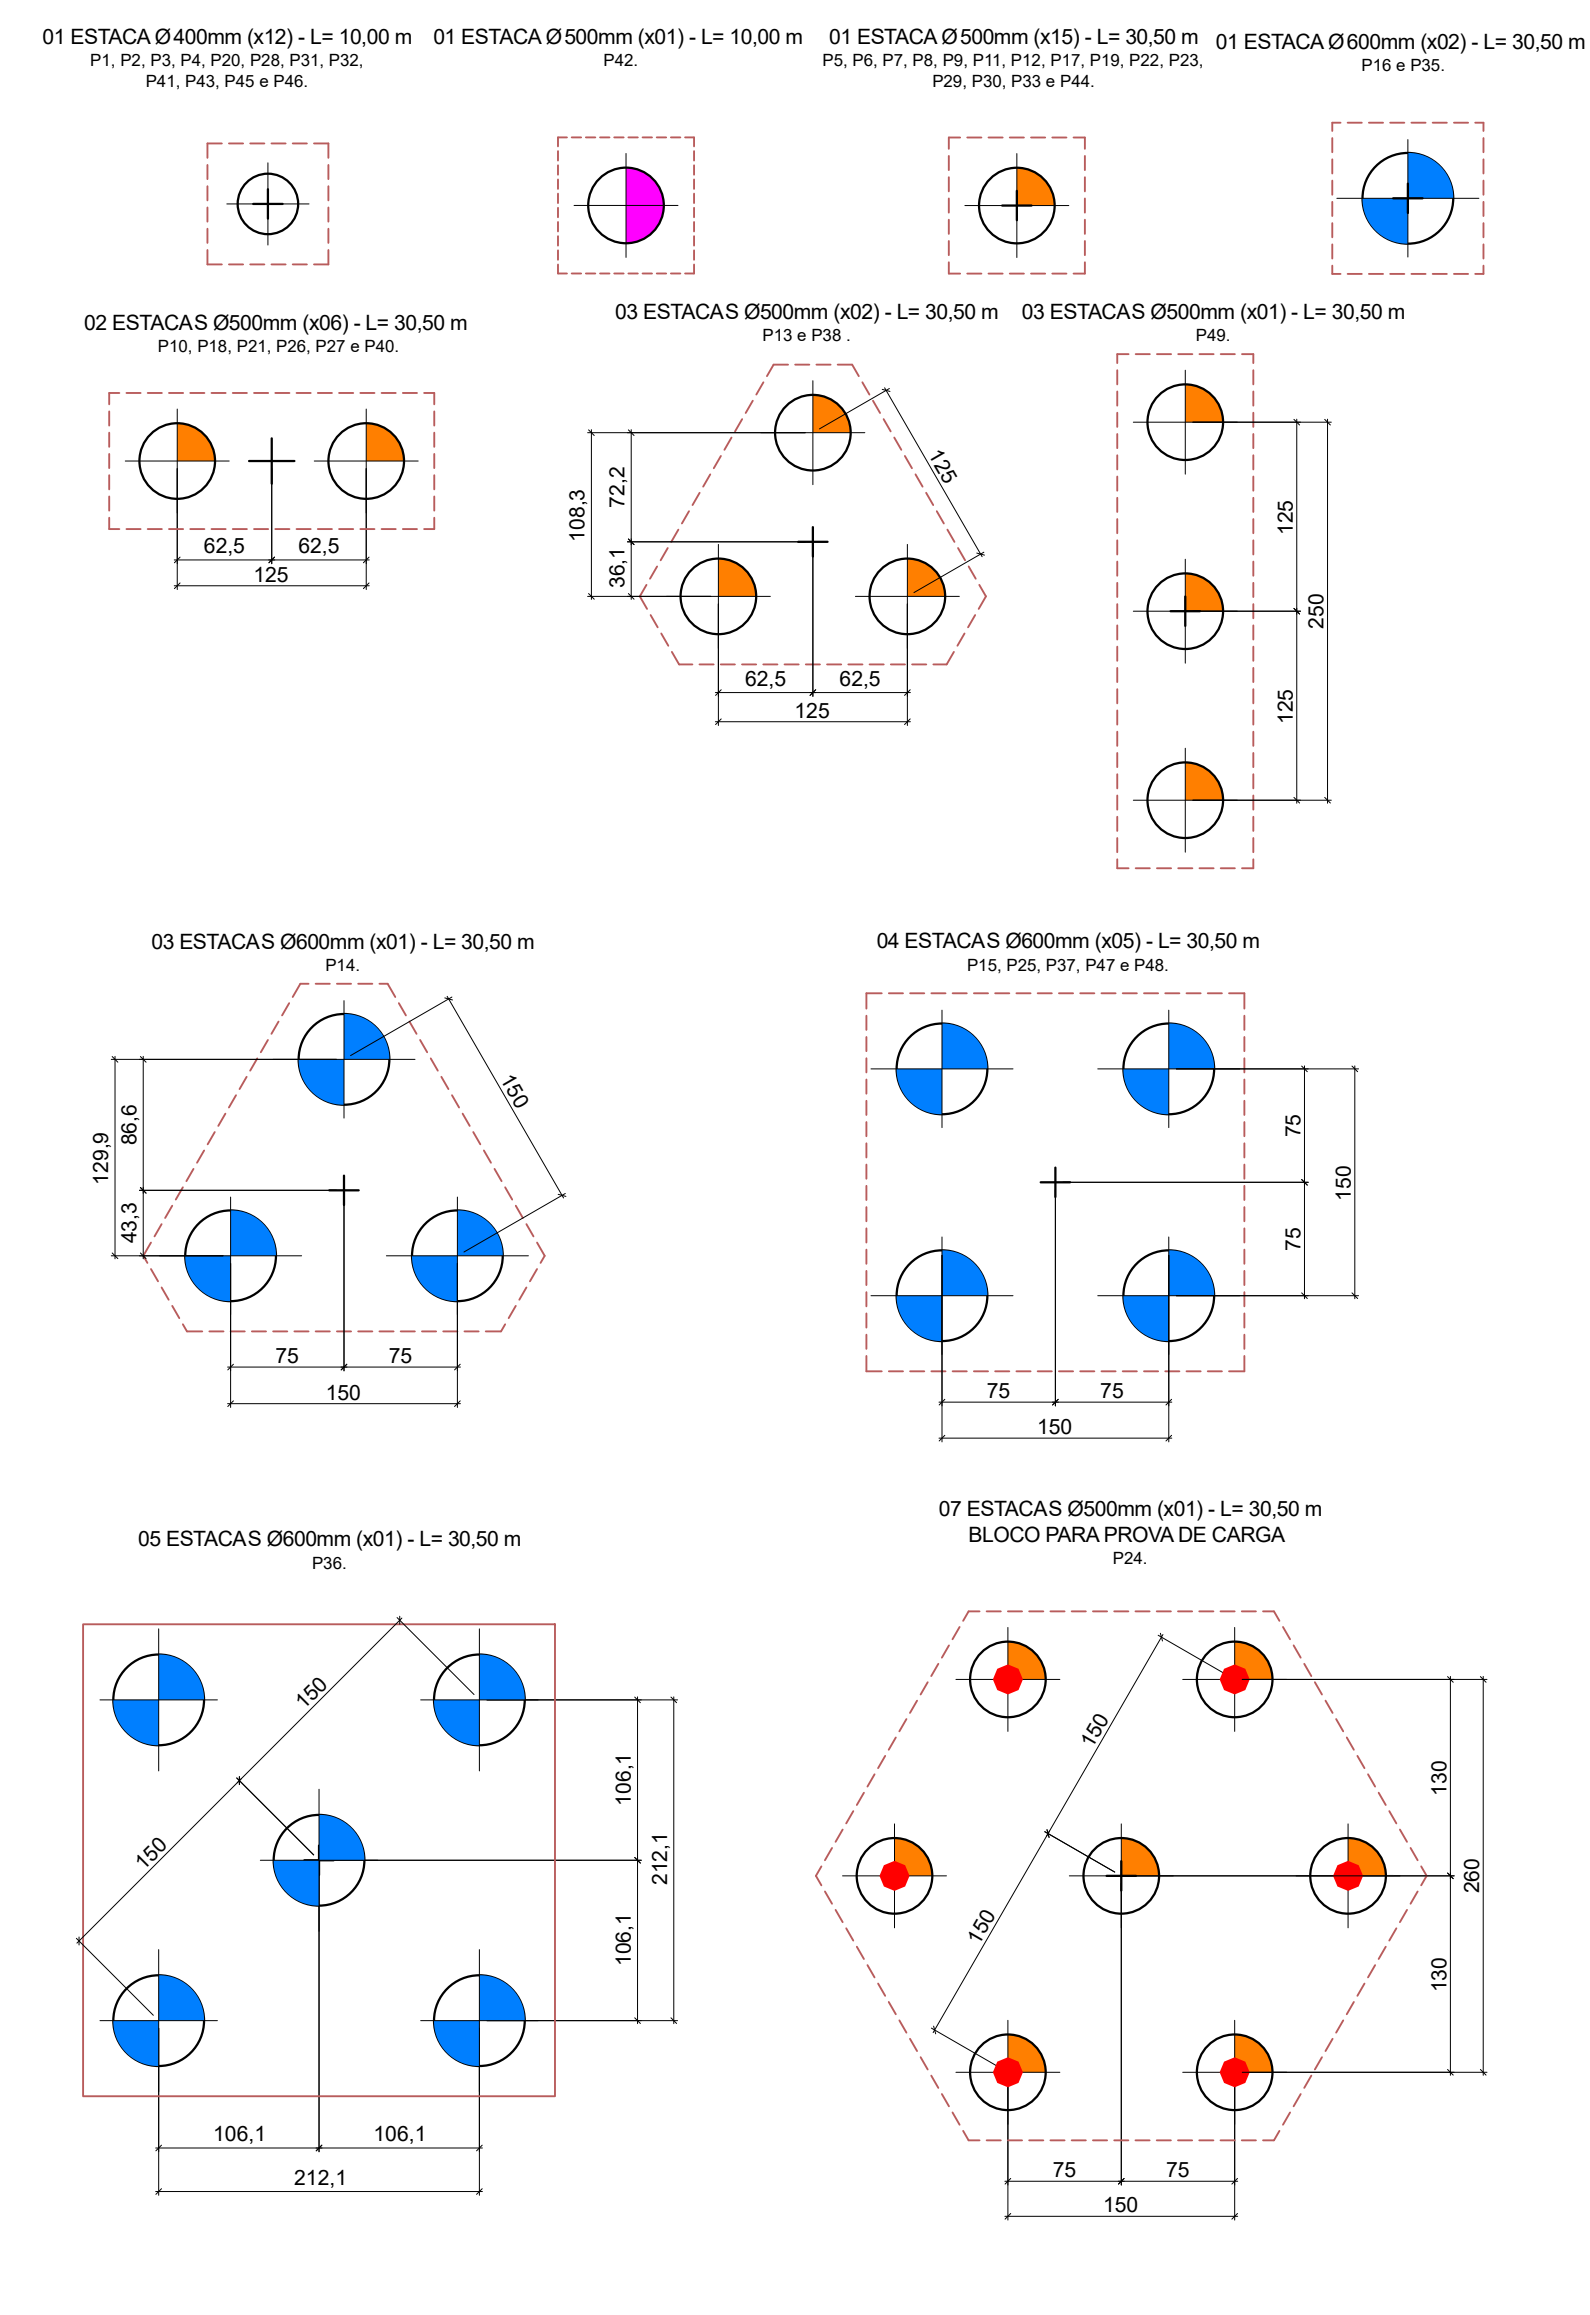 01 ESTACA Ø400mm (x12) - L= 10,00 m
P1, P2, P3, P4, P20, P28, P31, P32,
P41, P43, P45 e P46.
01 ESTACA Ø500mm (x01) - L= 10,00 m
P42.
01 ESTACA Ø500mm (x15) - L= 30,50 m
P5, P6, P7, P8, P9, P11, P12, P17, P19, P22, P23,
P29, P30, P33 e P44.
01 ESTACA Ø600mm (x02) - L= 30,50 m
P16 e P35.
02 ESTACAS Ø500mm (x06) - L= 30,50 m
P10, P18, P21, P26, P27 e P40.
62,5
62,5
125
03 ESTACAS Ø500mm (x02) - L= 30,50 m
P13 e P38 .
108,3
72,2
36,1
125
62,5
62,5
125
03 ESTACAS Ø500mm (x01) - L= 30,50 m
P49.
125
250
125
03 ESTACAS Ø600mm (x01) - L= 30,50 m
P14.
129,9
86,6
43,3
150
75
75
150
04 ESTACAS Ø600mm (x05) - L= 30,50 m
P15, P25, P37, P47 e P48.
75
150
75
75
75
150
05 ESTACAS Ø600mm (x01) - L= 30,50 m
P36.
150
150
106,1
212,1
106,1
106,1
106,1
212,1
07 ESTACAS Ø500mm (x01) - L= 30,50 m
BLOCO PARA PROVA DE CARGA
P24.
150
150
130
260
130
75
75
150